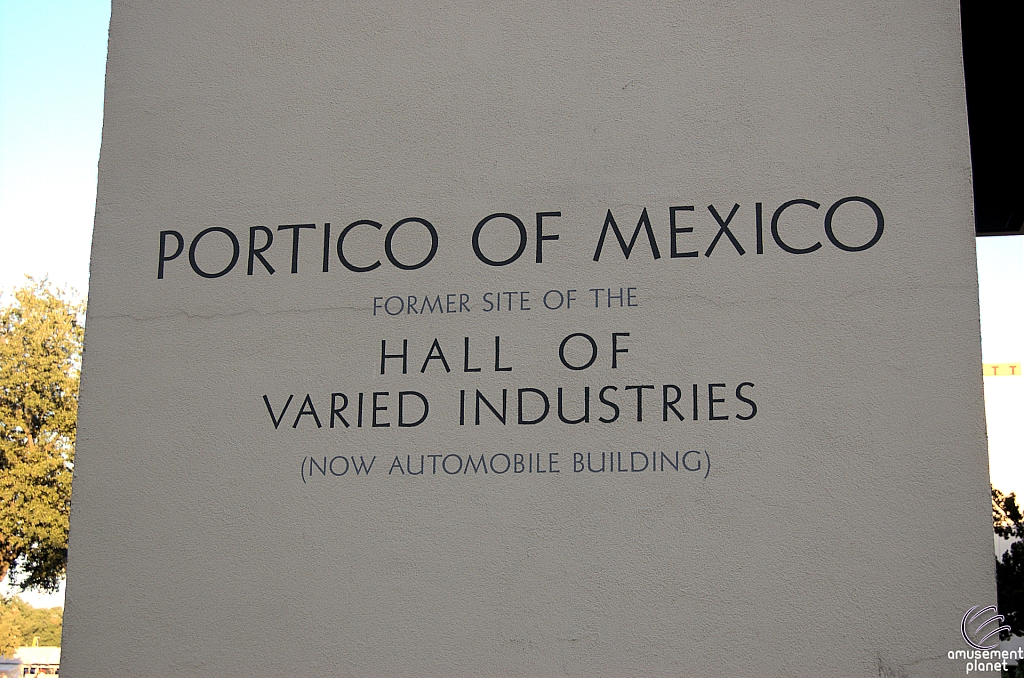 PORTICO OF MEXICO
FORMER SITE OF THE
HALL OF
VARIED INDUSTRIES
(NOW AUTOMOBILE BUILDING)
T T
amusement
planet